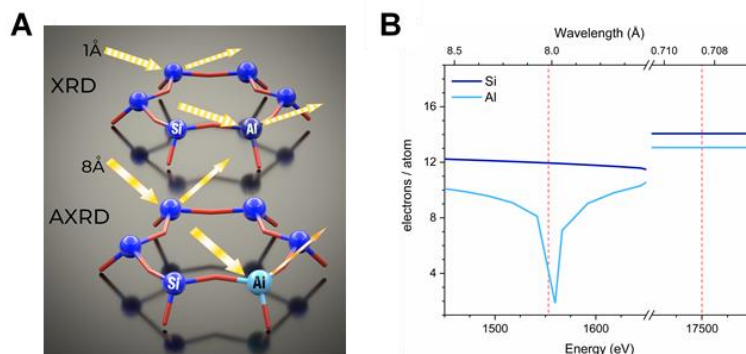 A
1Å
XRD
Si
Al
8Å
AXRD
Si
Al
B
Wavelength (Å)
8.5
8.0
0.710
0.708
Si
Al
electrons / atom
16
12
8
4
1500
1600
17500
Energy (eV)